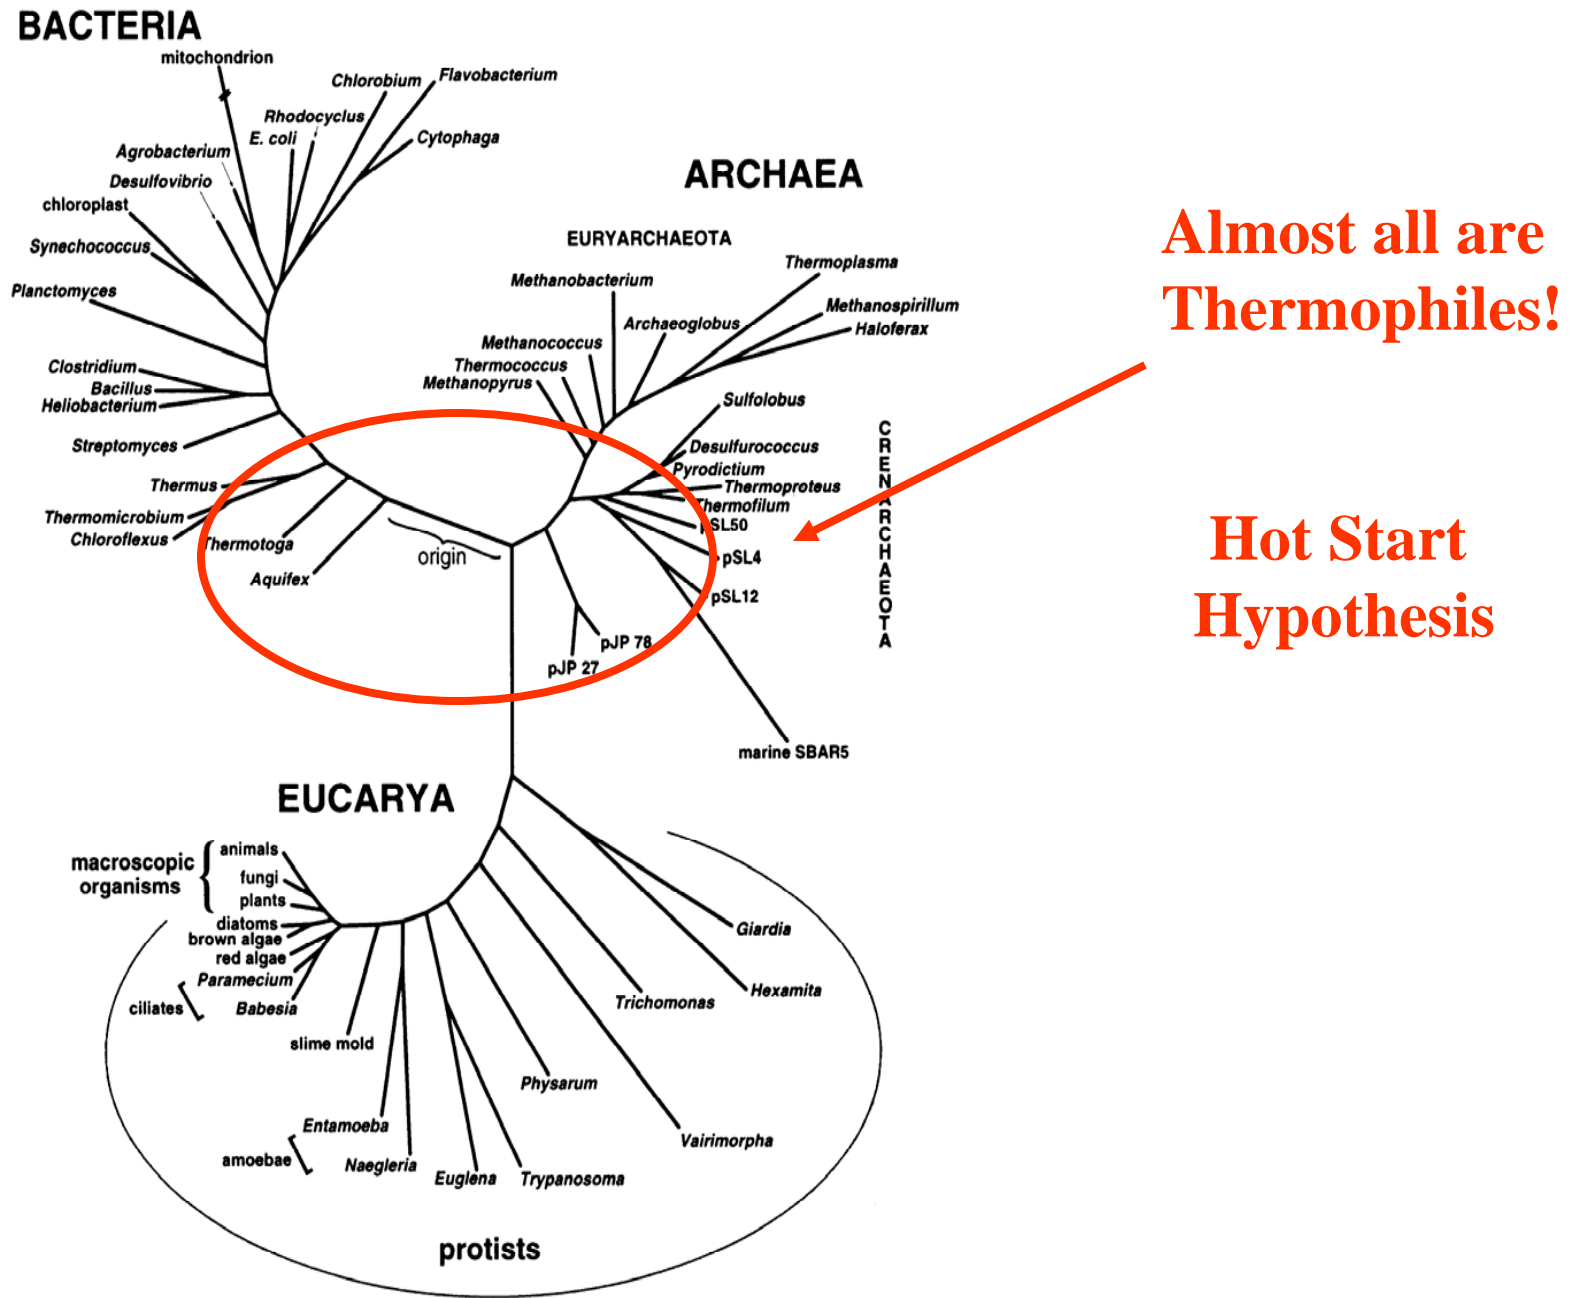 BACTERIA
mitochondrion
Chlorobium
Flavobacterium
Rhodocyclus
E. coli
Cytophaga
Agrobacterium
Desulfovibrio
chloroplast
Synechococcus
Planctomyces
Clostridium
Bacillus
Heliobacterium
Streptomyces
Thermus
Thermomicrobium
Chloroflexus
Thermotoga
Aquifex
origin
ARCHAEA
EURYARCHAEOTA
Thermoplasma
Methanobacterium
Methanospirillum
Archaeoglobus
Haloferax
Methanococcus
Thermococcus
Methanopyrus
Sulfolobus
Desulfurococcus
Pyrodictium
Thermoproteus
Thermofilum
pSL50
pSL4
pSL12
pJP 78
pJP 27
marine SBAR5
CRENARCHAEOTA
Almost all are
Thermophiles!
Hot Start
Hypothesis
EUCARYA
macroscopic
organisms
animals
fungi
plants
diatoms
brown algae
red algae
Paramecium
ciliates
Babesia
slime mold
Entamoeba
amoebae
Naegleria
Euglena
Trypanosoma
Physarum
Vairimorpha
Trichomonas
Hexamita
Giardia
protists